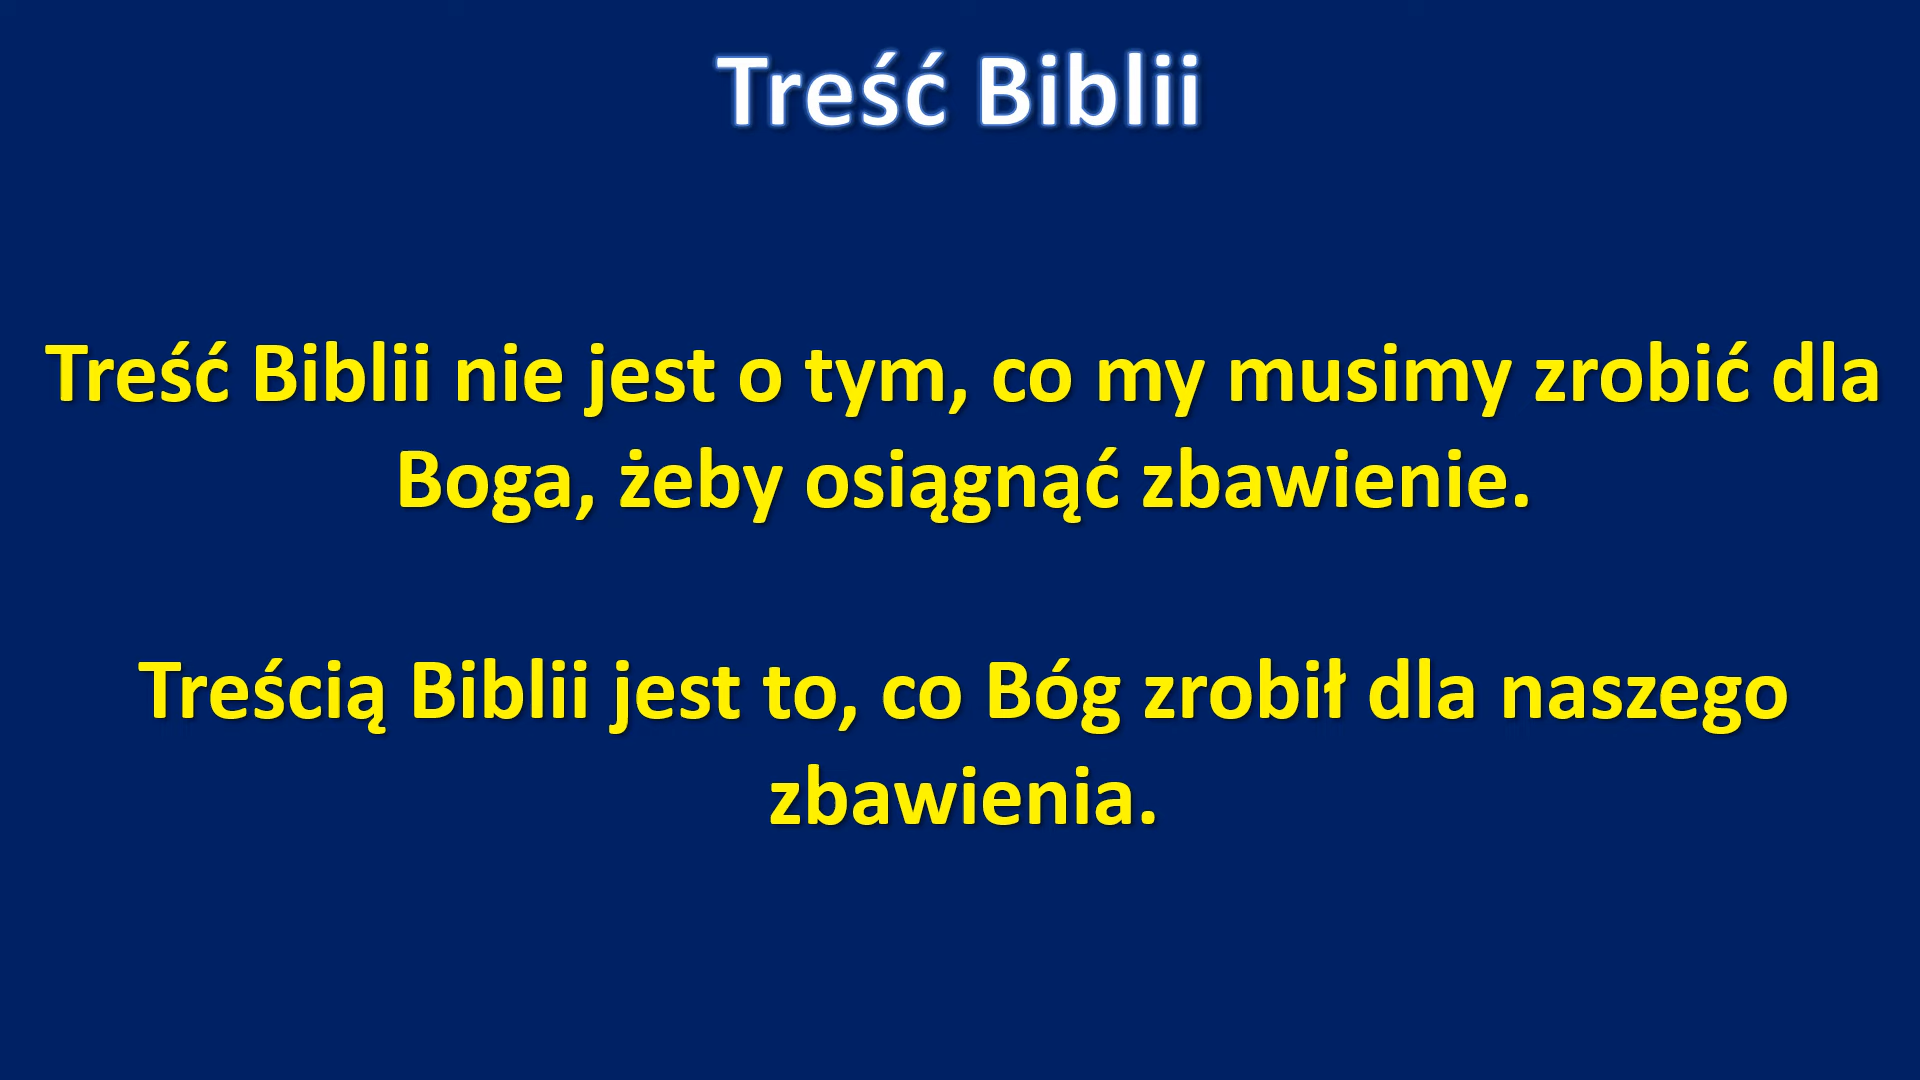 Treść Biblii
Treść Biblii nie jest o tym, co my musimy zrobić dla
Boga, żeby osiągnąć zbawienie.
Treścią Biblii jest to, co Bóg zrobił dla naszego
zbawienia.